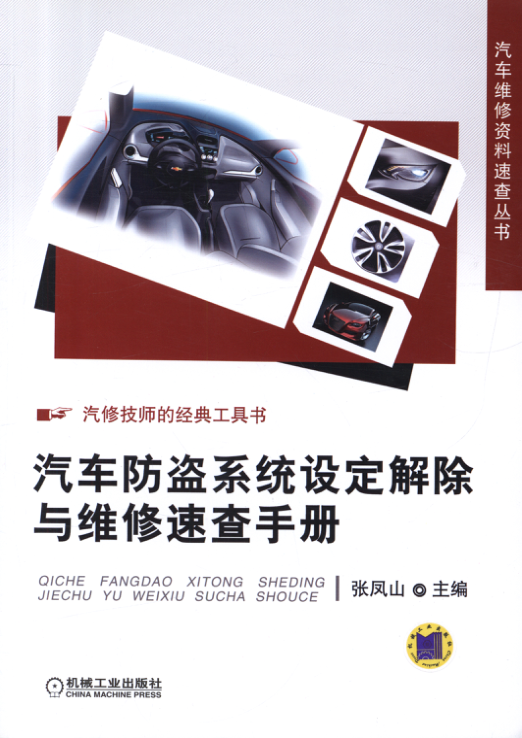 汽车维修资料速查丛书
汽修技师的经典工具书
汽车防盗系统设定解除
与维修速查手册
QICHE FANGDAO XITONG SHEDING
JIECHU YU WEIXIU SUCHA SHOUCE
张凤山 主编
机械工业出版社
CHINA MACHINE PRESS